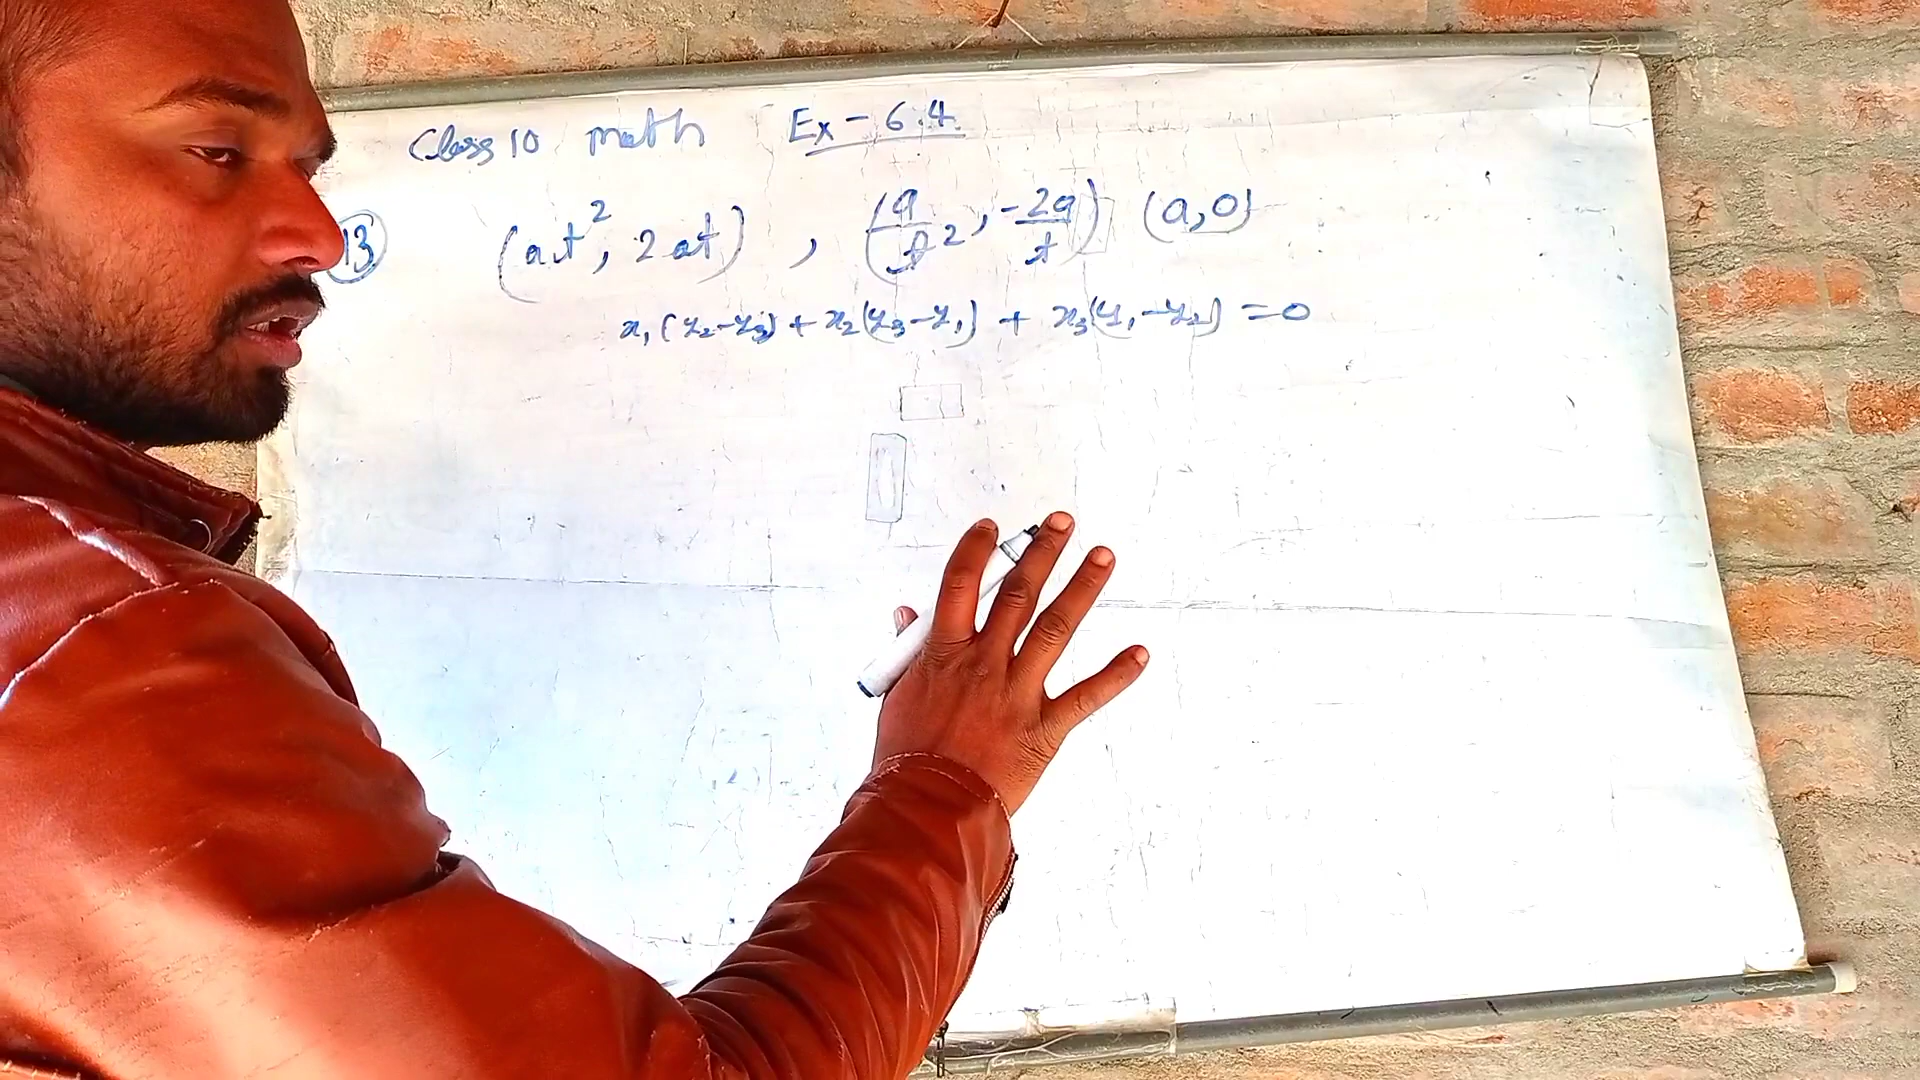 Class 10 math Ex - 6.4
13 (at², 2at) , (a/t², -2a/t) (a,0)
x₁(y₂-y₃) + x₂(y₃-y₁) + x₃(y₁-y₂) = 0